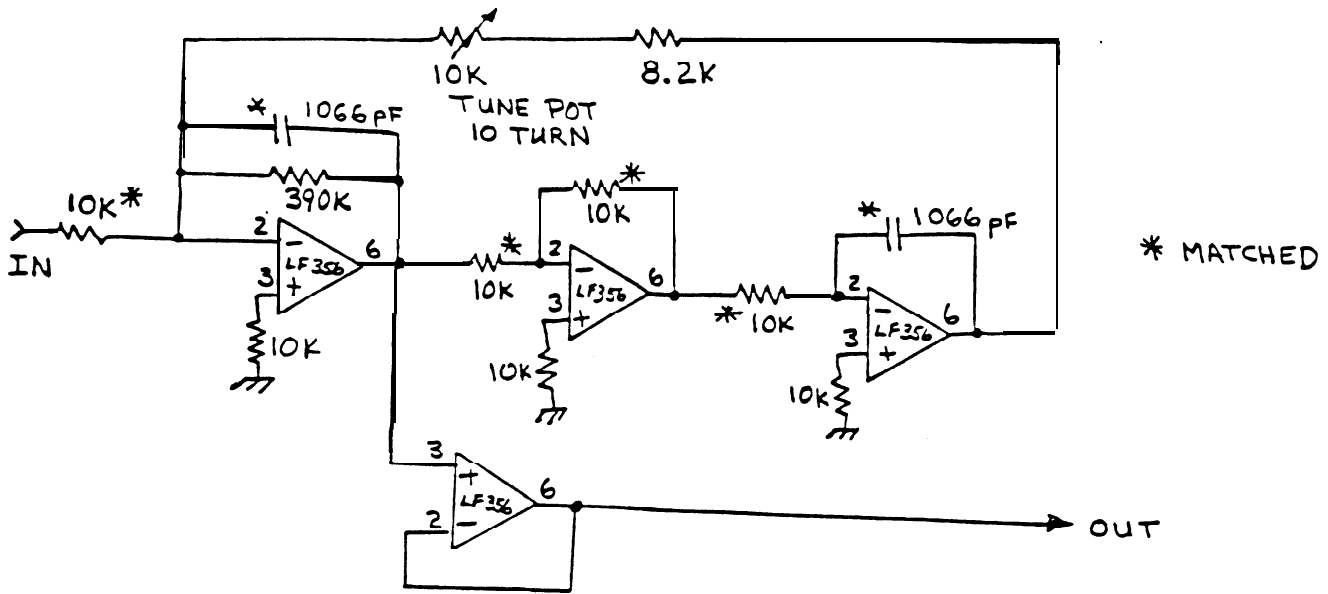 10K
TUNE POT
10 TURN
8.2K
* 1066pF
390K
10K*
IN
2
3
6
-
+
LF356
10K
*
10K
*
10K
2
3
6
-
+
LF356
10K
* 10K
* 1066pF
2
3
6
-
+
LF356
10K
* MATCHED
3
2
6
+
-
LF356
OUT